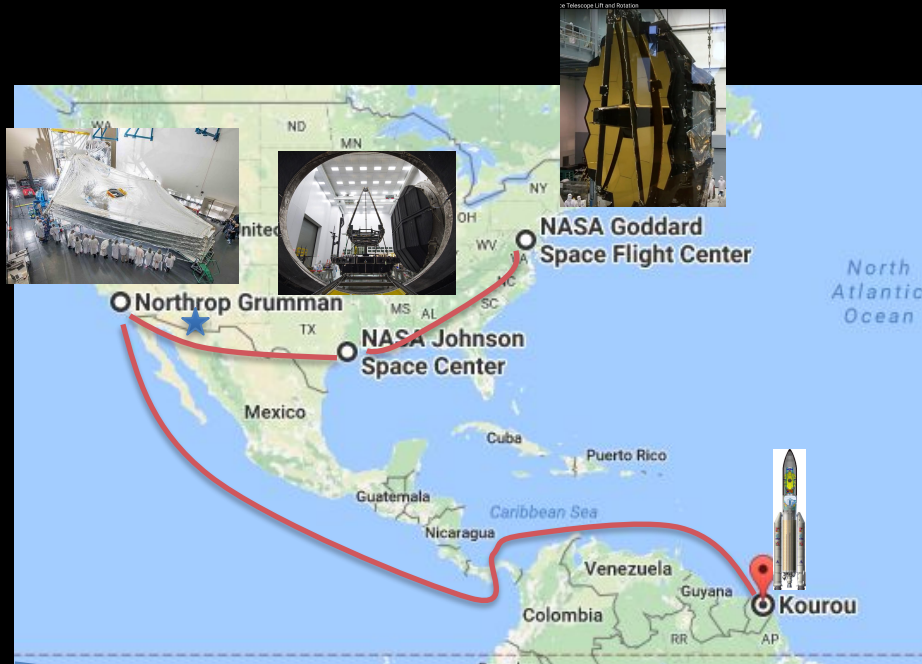 ce Telescope Lift and Rotation
WA
ND
MN
NY
OH
WV
NASA Goddard
Space Flight Center
NC
SC
MS
AL
TX
Northrop Grumman
NASA Johnson
Space Center
North
Atlantic
Ocean
Mexico
Cuba
Puerto Rico
Guatemala
Caribbean Sea
Nicaragua
Venezuela
Guyana
Kourou
Colombia
RR
AP